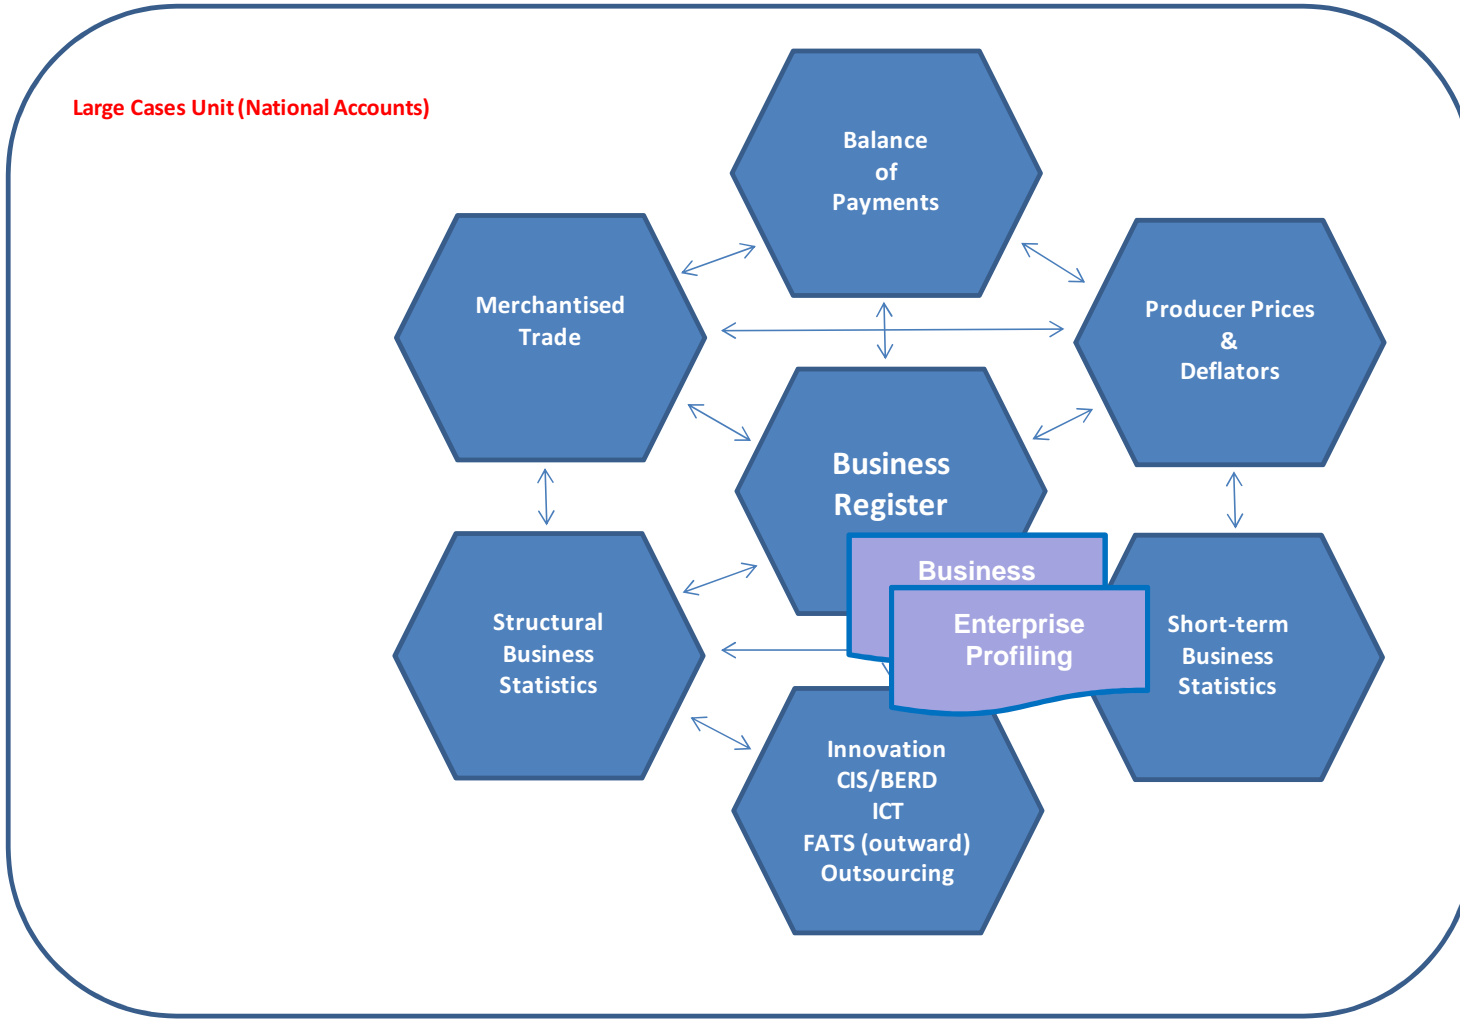 Large Cases Unit (National Accounts)
Balance
of
Payments
Merchantised
Trade
Producer Prices
&
Deflators
Business
Register
Business
Enterprise
Profiling
Structural
Business
Statistics
Short-term
Business
Statistics
Innovation
CIS/BERD
ICT
FATS (outward)
Outsourcing